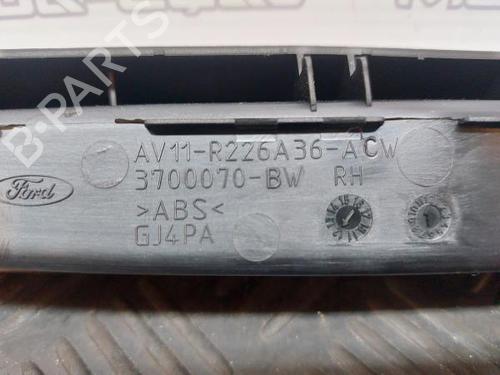 AV11-R226A36-ACW
Ford
3700070-BW RH
>ABS<
GJ4PA
B-PARTS